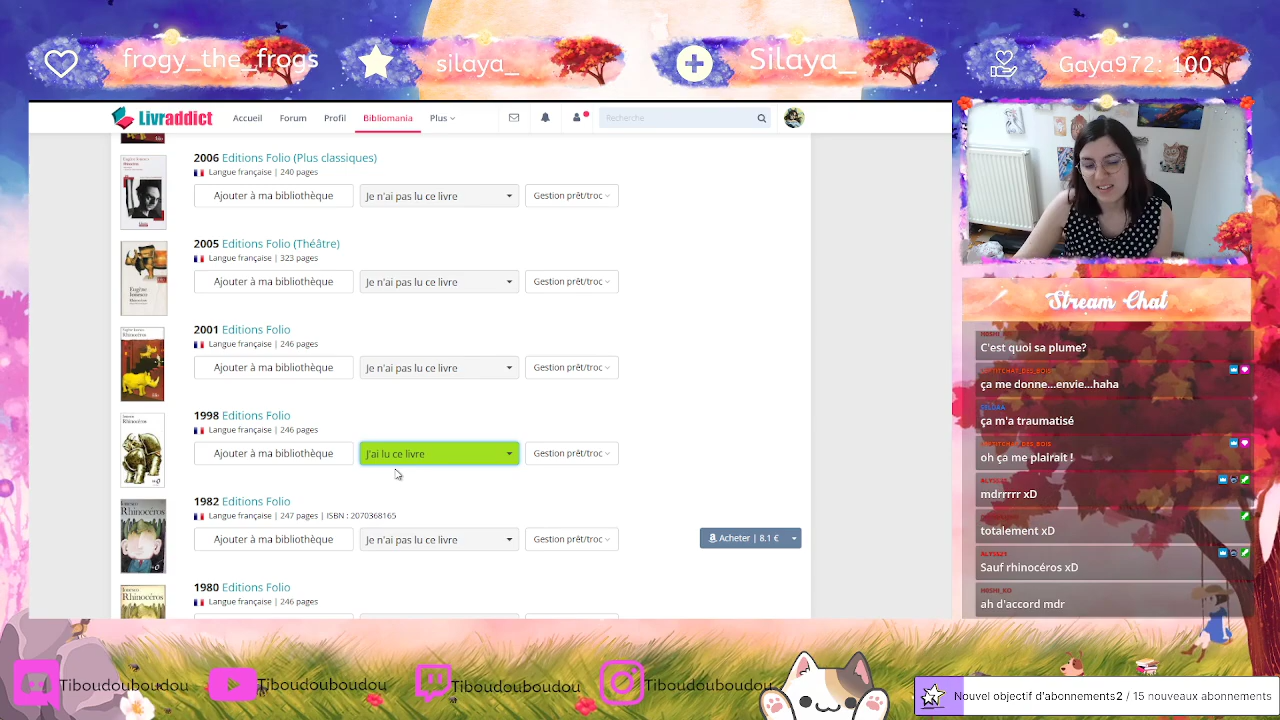 frogy_the_frogs
silaya_
Silaya_
Gaya972: 100
Livraddict
Accueil
Forum
Profil
Bibliomania
Plus
Recherche
2006 Editions Folio (Plus classiques)
Langue française | 240 pages
Ajouter à ma bibliothèque
Je n'ai pas lu ce livre
Gestion prêt/troc
2005 Editions Folio (Théâtre)
Langue française | 323 pages
Ajouter à ma bibliothèque
Je n'ai pas lu ce livre
Gestion prêt/troc
2001 Editions Folio
Langue française | 246 pages
Ajouter à ma bibliothèque
Je n'ai pas lu ce livre
Gestion prêt/troc
1998 Editions Folio
Langue française | 246 pages
Ajouter à ma bibliothèque
J'ai lu ce livre
Gestion prêt/troc
Rhinocéros
1982 Editions Folio
Langue française | 247 pages | ISBN : 2070368165
Ajouter à ma bibliothèque
Je n'ai pas lu ce livre
Gestion prêt/troc
Acheter | 8.1 €
Rhinocéros
1980 Editions Folio
Langue française | 246 pages
Rhinocéros
Stream Chat
C'est quoi sa plume?
ça me donne...envie...haha
ça m'a traumatisé
oh ça me plairait !
mdrrrr xD
totalement xD
ALYSS21
Sauf rhinocéros xD
ah d'accord mdr
Tiboudouboudou
Tiboudouboudou
Tiboudouboudou
Tiboudouboudou
Nouvel objectif d'abonnements2 / 15 nouveaux abonnements